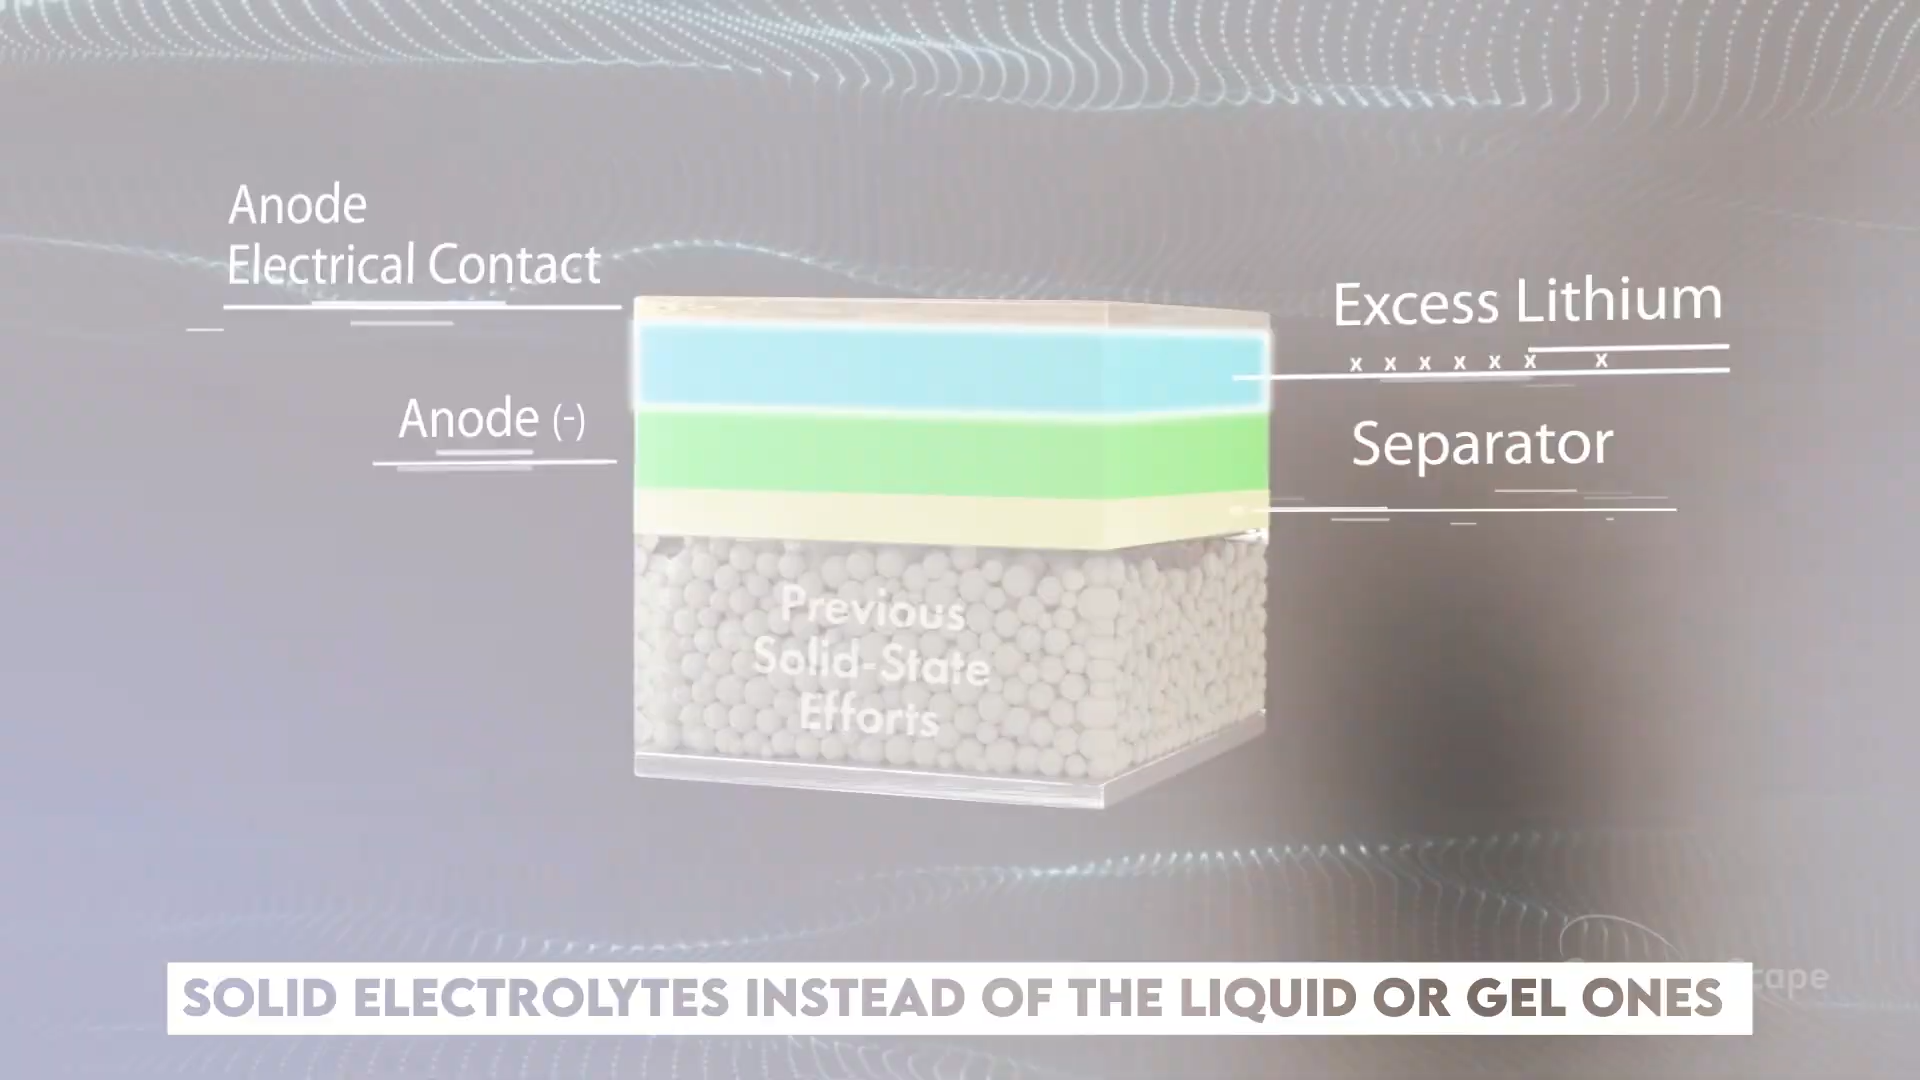 Anode
Electrical Contact
Excess Lithium
x x x x x x x
Anode (-)
Separator
Previous
Solid-State
Efforts
SOLID ELECTROLYTES INSTEAD OF THE LIQUID OR GEL ONES